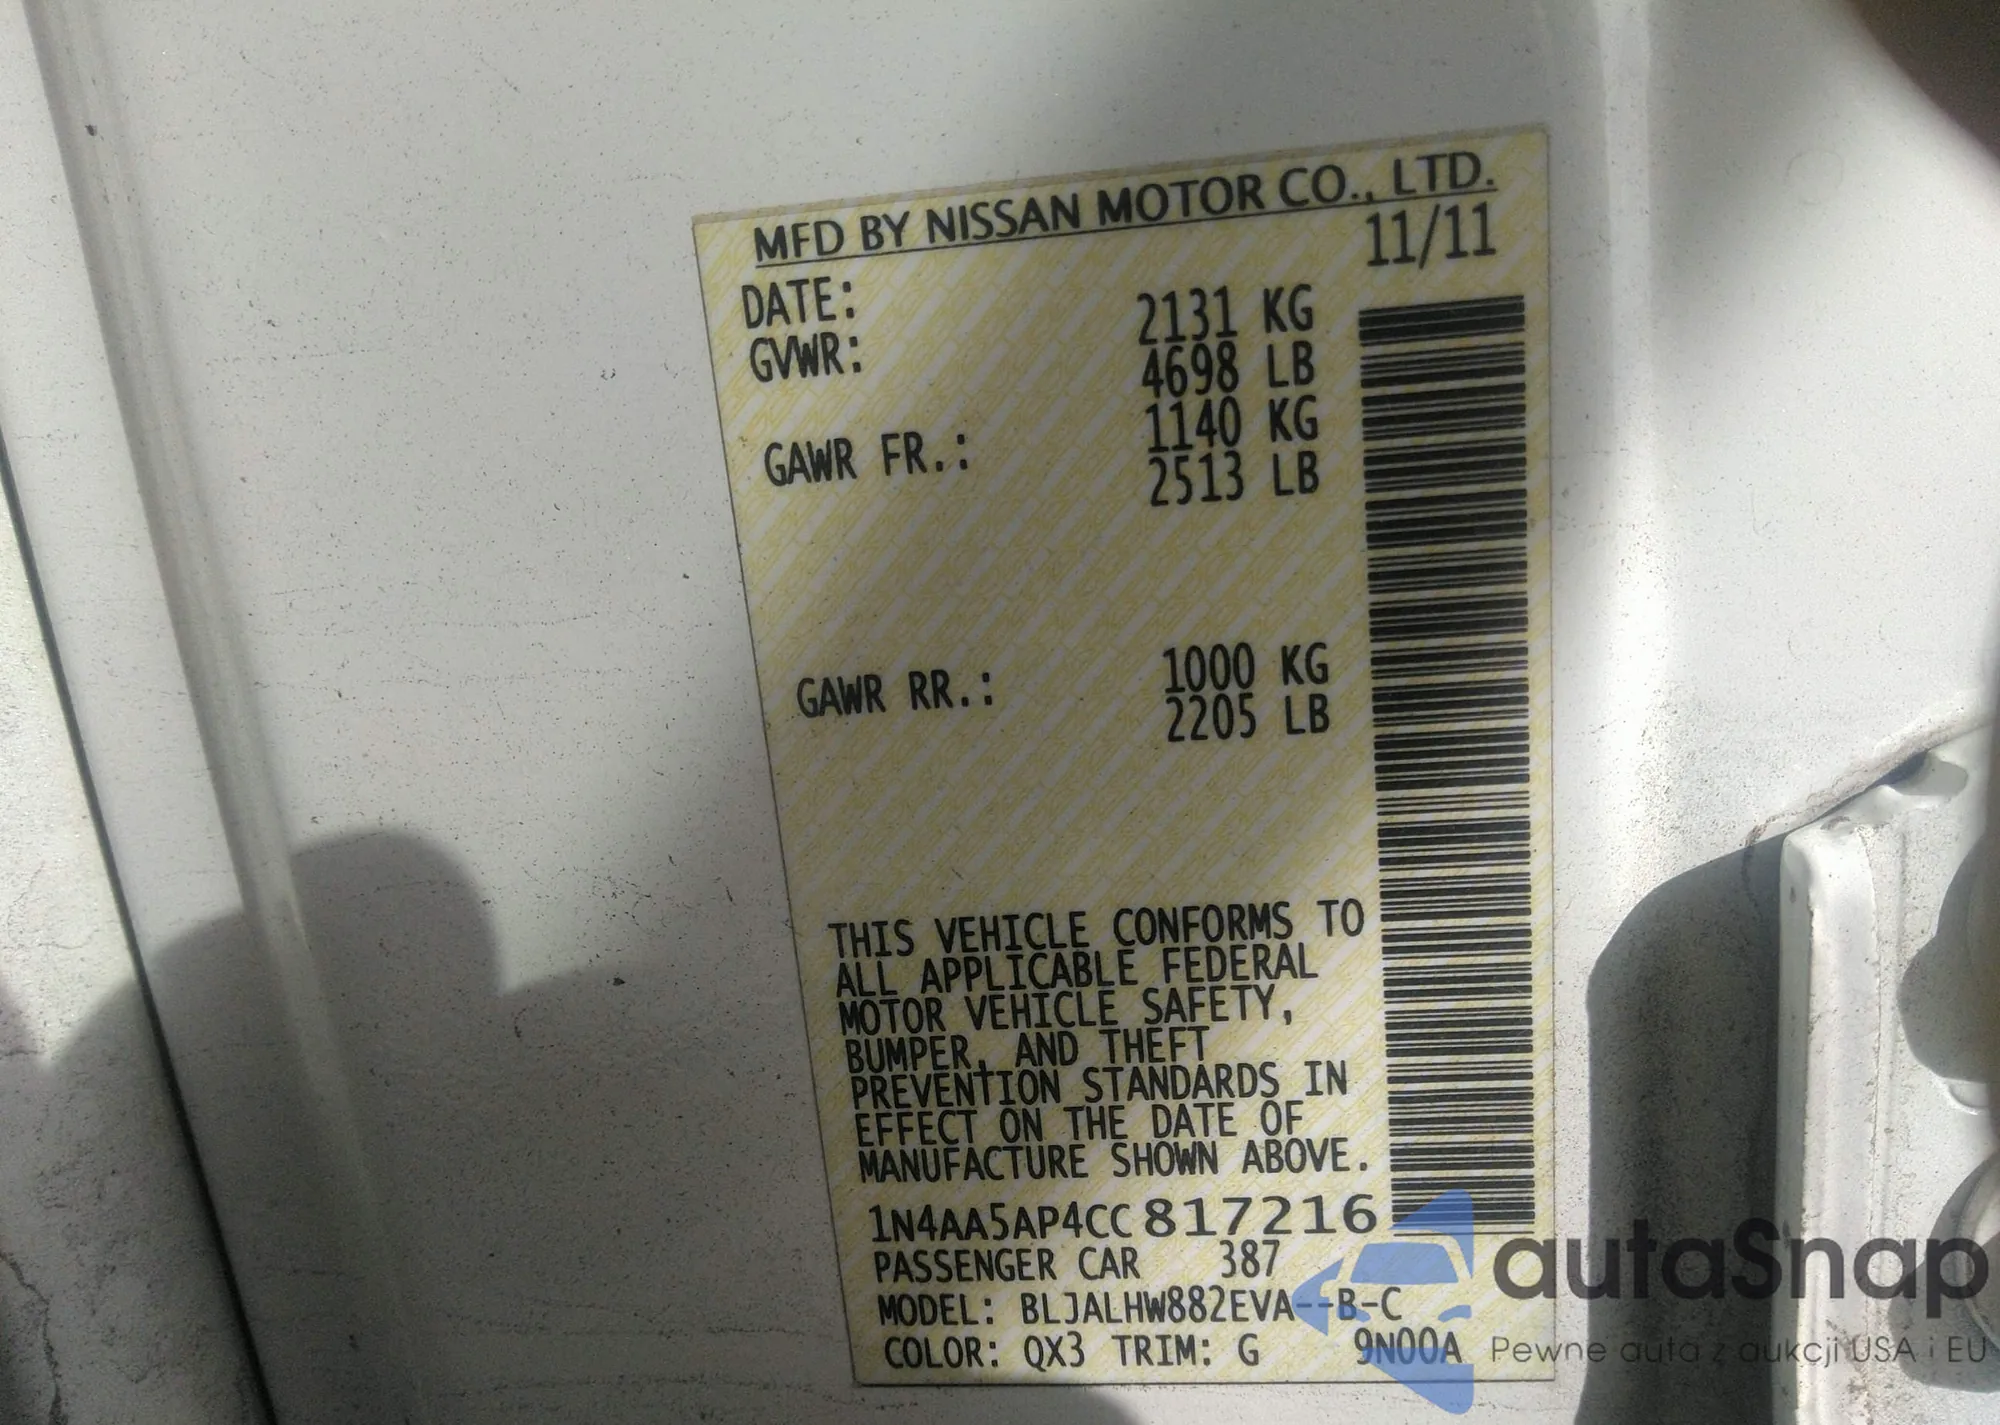 MFD BY NISSAN MOTOR CO., LTD.
DATE: 11/11
GVWR: 2131 KG
4698 LB
GAWR FR.: 1140 KG
2513 LB
GAWR RR.: 1000 KG
2205 LB
THIS VEHICLE CONFORMS TO
ALL APPLICABLE FEDERAL
MOTOR VEHICLE SAFETY,
BUMPER, AND THEFT
PREVENTION STANDARDS IN
EFFECT ON THE DATE OF
MANUFACTURE SHOWN ABOVE.
1N4AA5AP4CC817216
PASSENGER CAR 387
MODEL: BLJALHW882EVA--B-C
COLOR: QX3 TRIM: G 9N00A
autaSnap
Pewne auta z aukcji USA i EU